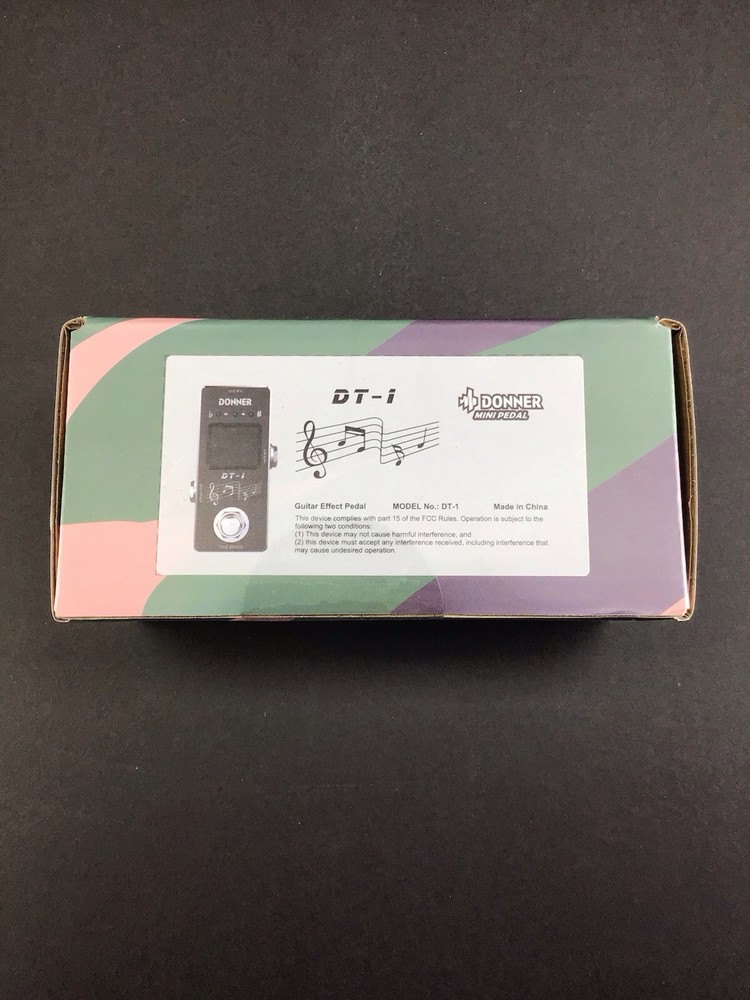 DONNER
DT-1
DT-1
DONNER
MINI PEDAL
Guitar Effect Pedal MODEL No.: DT-1 Made in China
This device complies with part 15 of the FCC Rules. Operation is subject to the
following two conditions:
(1) This device may not cause harmful interference, and
(2) this device must accept any interference received, including interference that
may cause undesired operation.